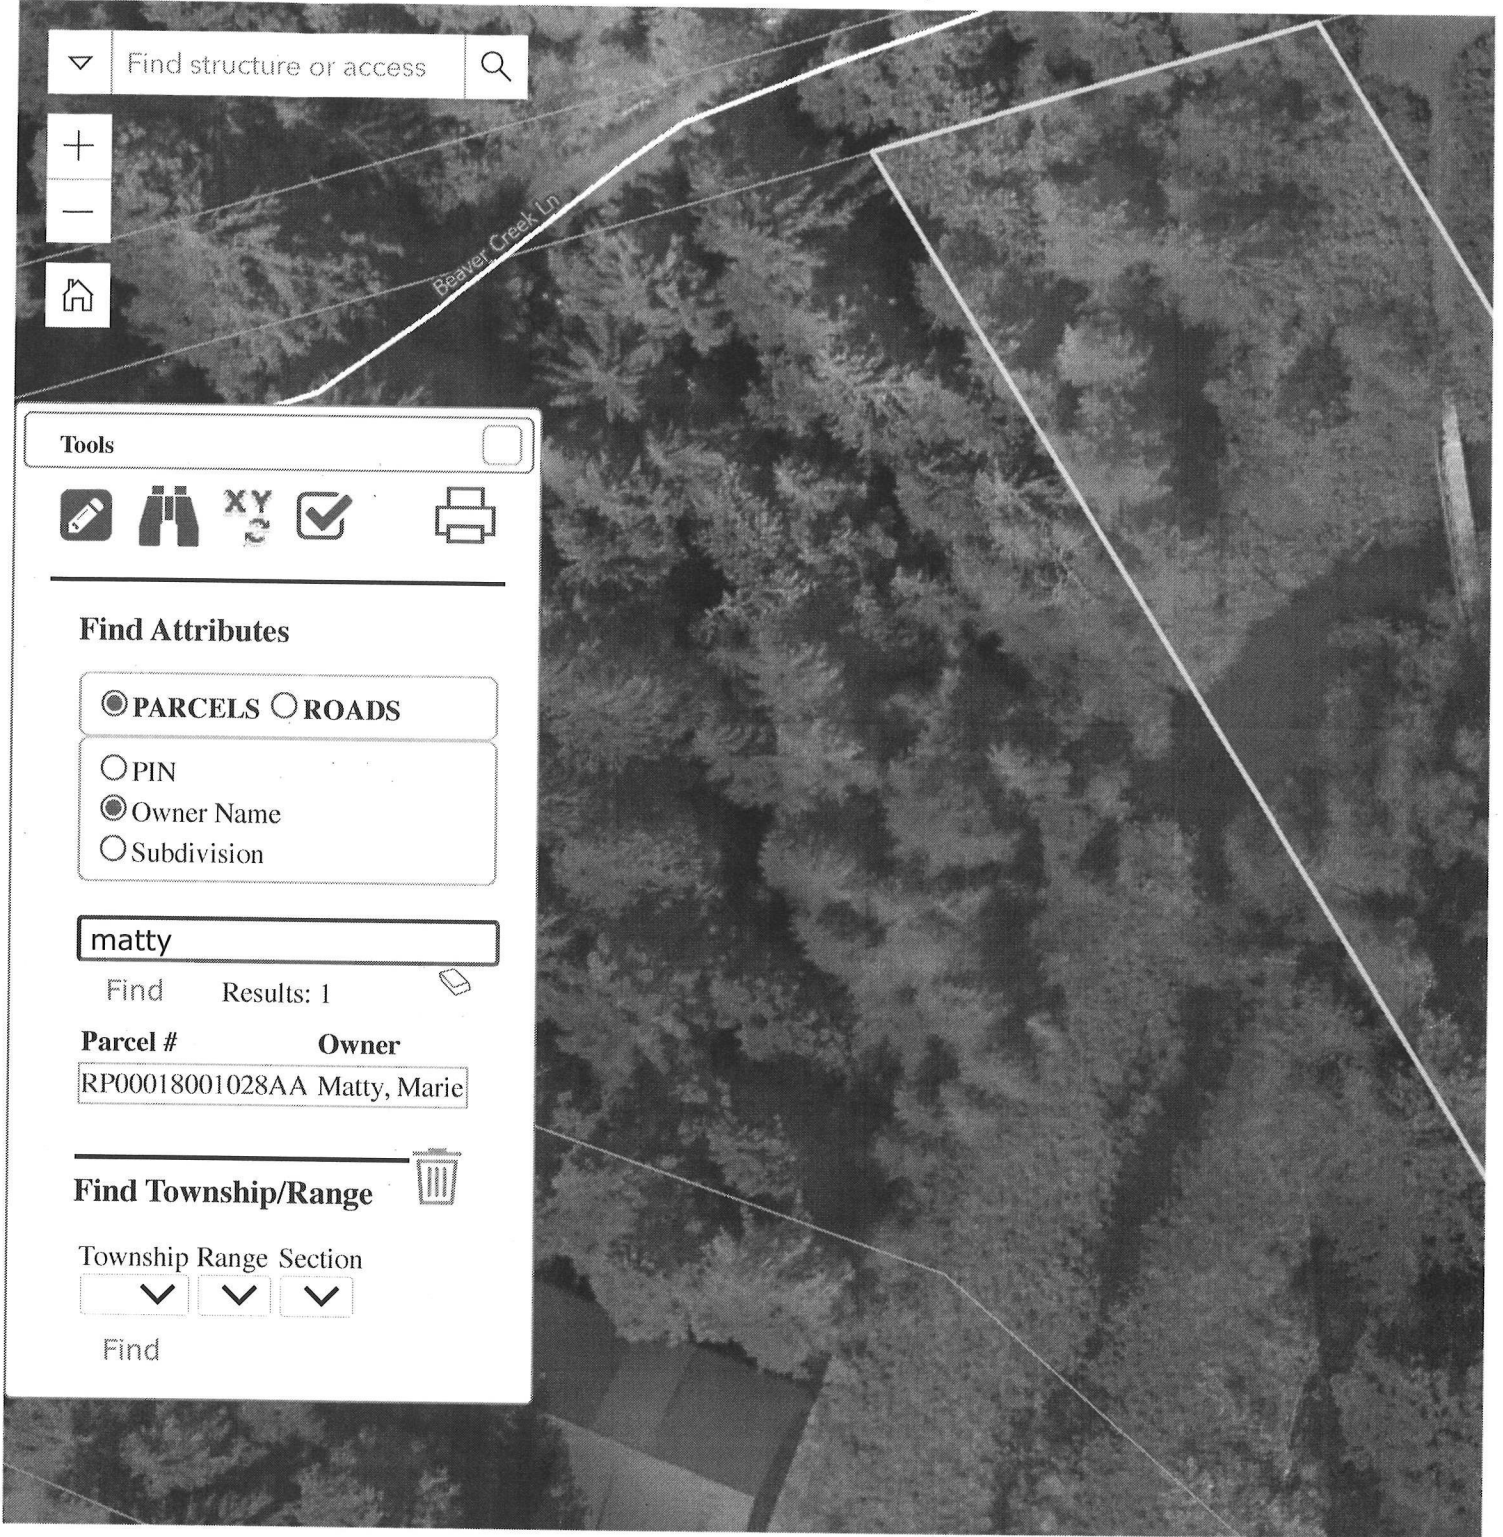 Find structure or access
Beaver Creek Ln
Tools
XY
Find Attributes
PARCELS ROADS
PIN
Owner Name
Subdivision
matty
Find Results: 1
Parcel # Owner
RP00018001028AA Matty, Marie
Find Township/Range
Township Range Section
Find